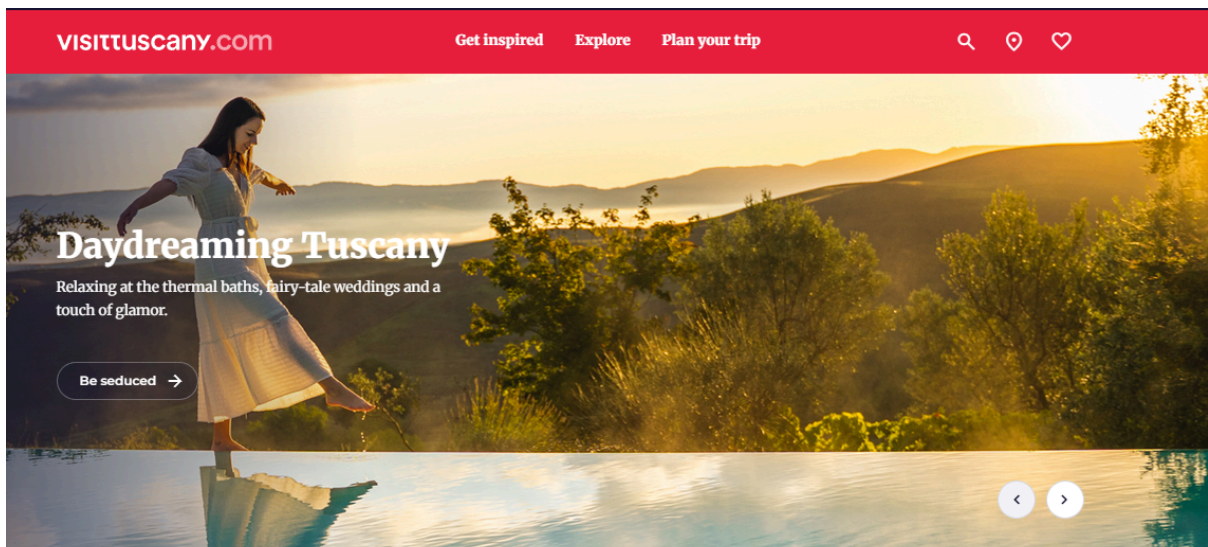 VISITTUSCANY.COM
Get inspired Explore Plan your trip
Daydreaming Tuscany
Relaxing at the thermal baths, fairy-tale weddings and a
touch of glamor.
Be seduced